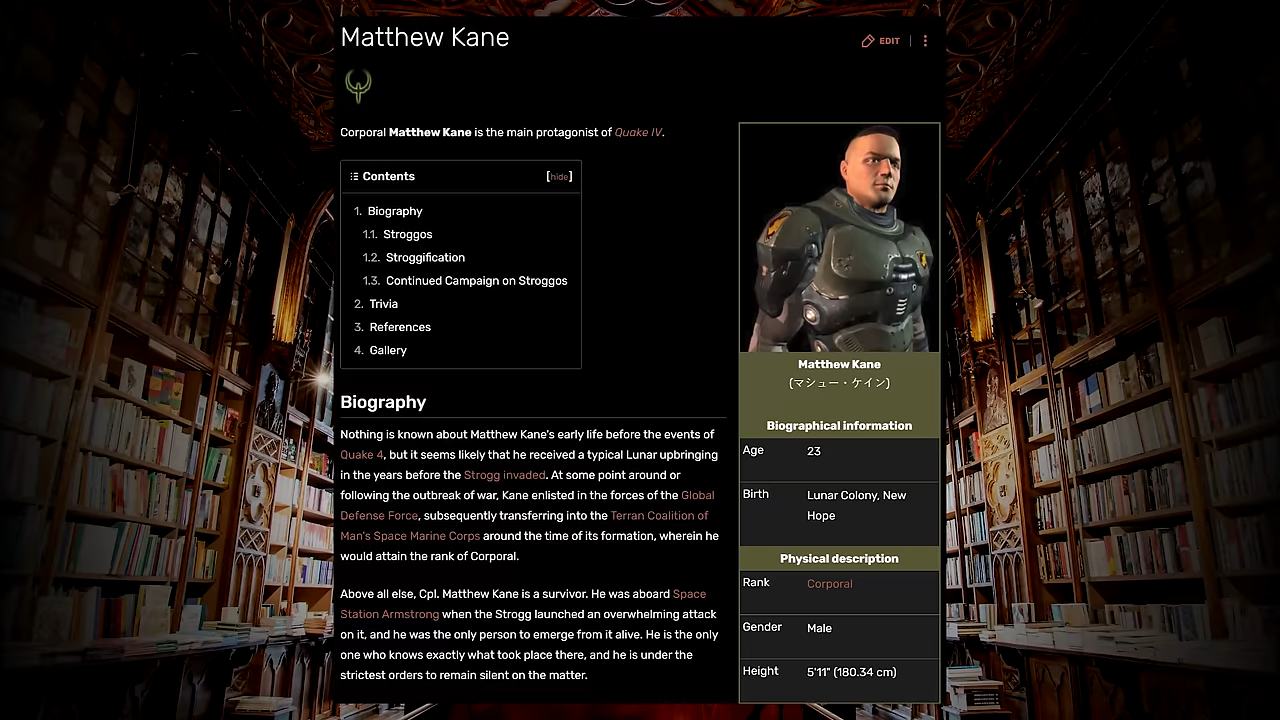 Matthew Kane
EDIT
Corporal Matthew Kane is the main protagonist of Quake IV.
Contents [hide]
1. Biography
1.1. Stroggos
1.2. Stroggification
1.3. Continued Campaign on Stroggos
2. Trivia
3. References
4. Gallery
Biography
Nothing is known about Matthew Kane's early life before the events of
Quake 4, but it seems likely that he received a typical Lunar upbringing
in the years before the Strogg invaded. At some point around or
following the outbreak of war, Kane enlisted in the forces of the Global
Defense Force, subsequently transferring into the Terran Coalition of
Man's Space Marine Corps around the time of its formation, wherein he
would attain the rank of Corporal.
Above all else, Cpl. Matthew Kane is a survivor. He was aboard Space
Station Armstrong when the Strogg launched an overwhelming attack
on it, and he was the only person to emerge from it alive. He is the only
one who knows exactly what took place there, and he is under the
strictest orders to remain silent on the matter.
Matthew Kane
(マシュー・ケイン)
Biographical information
Age 23
Birth Lunar Colony, New
Hope
Physical description
Rank Corporal
Gender Male
Height 5'11" (180.34 cm)